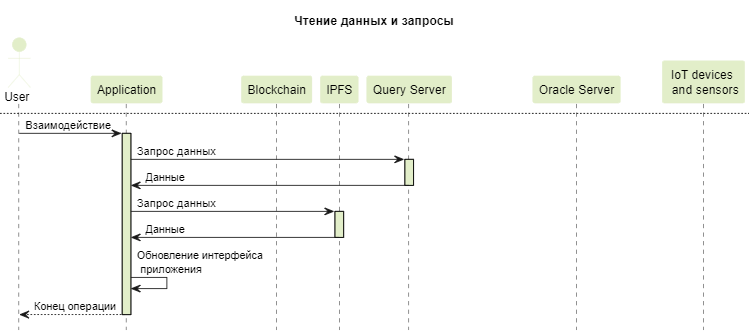 Чтение данных и запросы
IoT devices
and sensors
User
Application
Blockchain
IPFS
Query Server
Oracle Server
Взаимодействие
Запрос данных
Данные
Запрос данных
Данные
Обновление интерфейса
приложения
Конец операции